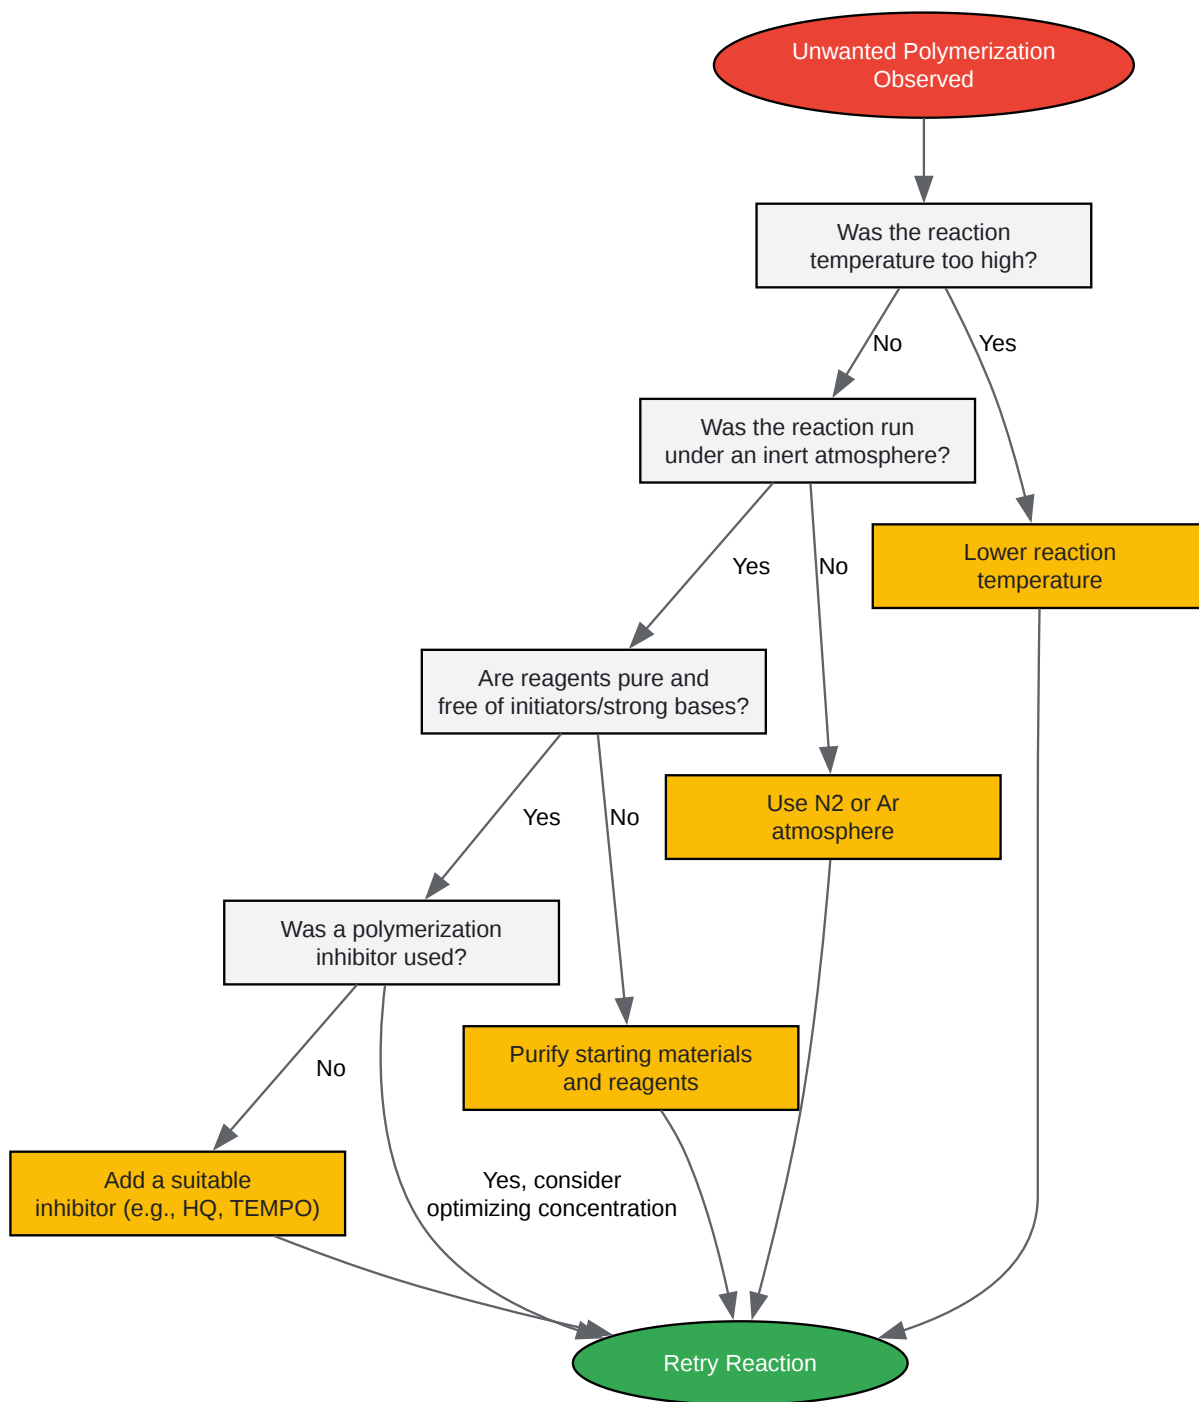 Unwanted Polymerization
Observed
Was the reaction
temperature too high?
No
Yes
Was the reaction run
under an inert atmosphere?
Lower reaction
temperature
Yes
No
Are reagents pure and
free of initiators/strong bases?
Use N2 or Ar
atmosphere
Yes
No
Was a polymerization
inhibitor used?
Purify starting materials
and reagents
No
Add a suitable
inhibitor (e.g., HQ, TEMPO)
Yes, consider
optimizing concentration
Retry Reaction